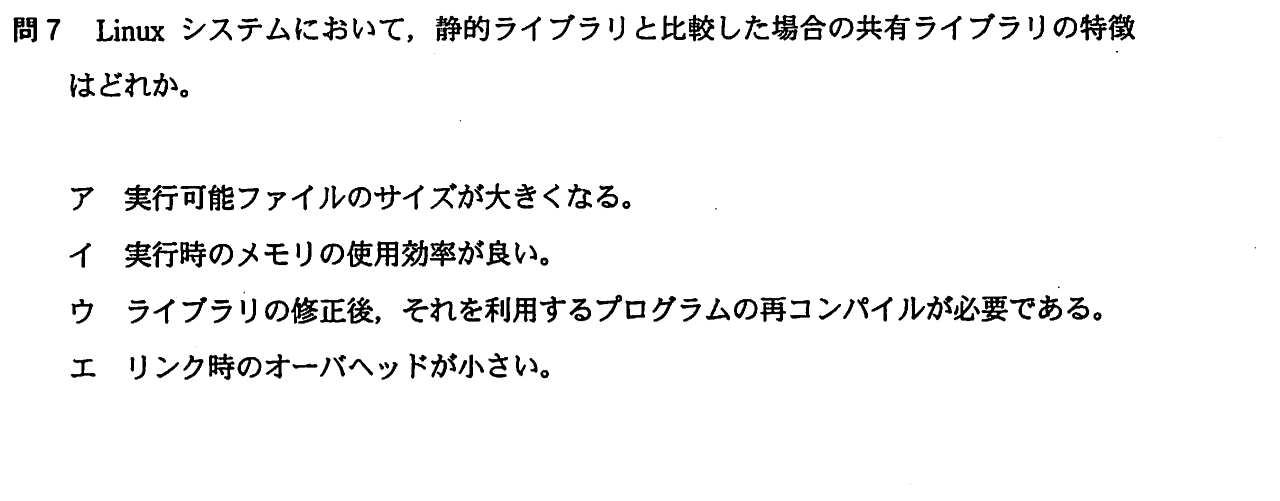 問7　Linux システムにおいて，静的ライブラリと比較した場合の共有ライブラリの特徴
はどれか。
ア　実行可能ファイルのサイズが大きくなる。
イ　実行時のメモリの使用効率が良い。
ウ　ライブラリの修正後，それを利用するプログラムの再コンパイルが必要である。
エ　リンク時のオーバヘッドが小さい。